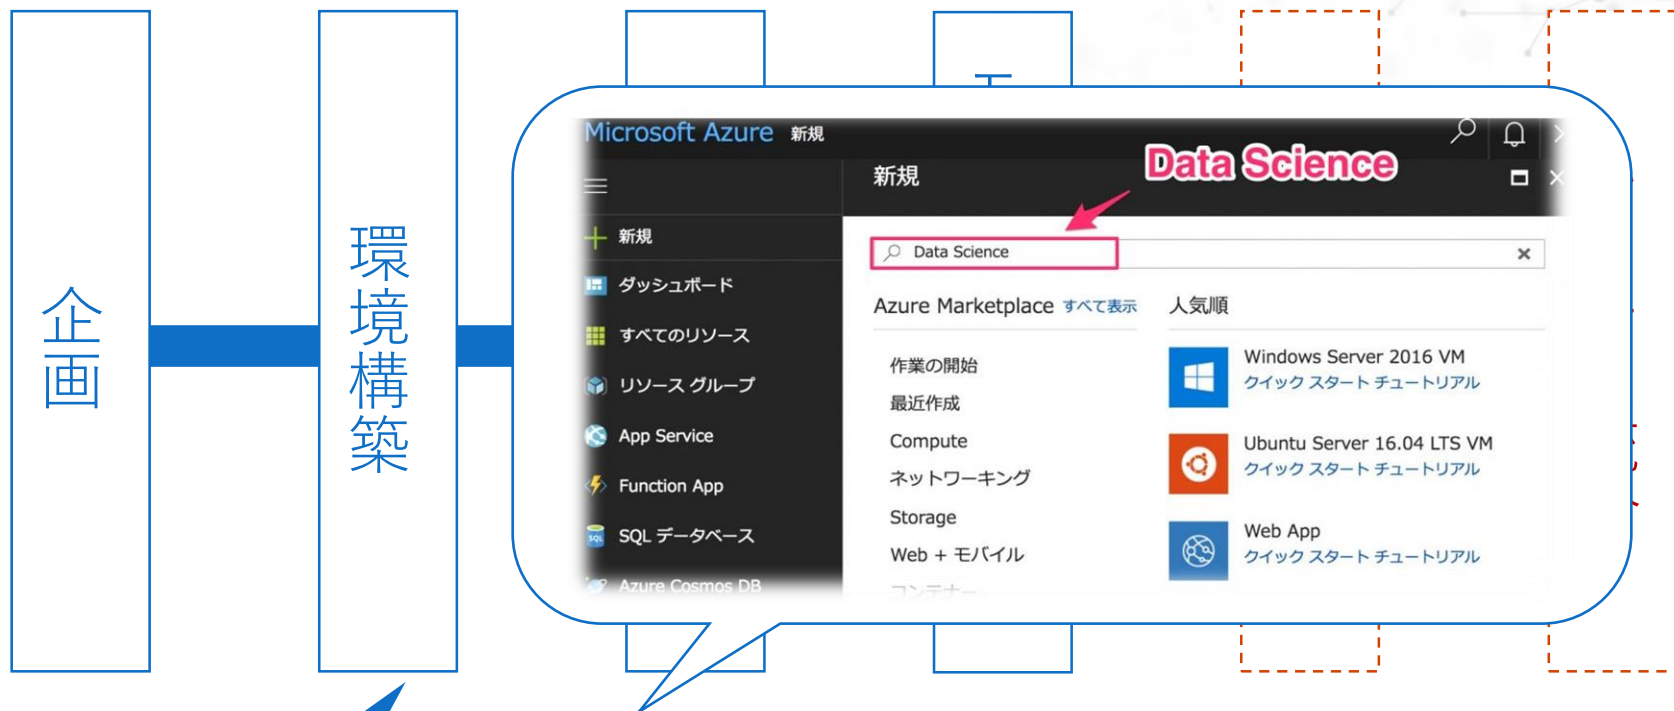 企画
環境構築
Microsoft Azure 新規
Data Science
新規
新規
Data Science
ダッシュボード
すべてのリソース
リソース グループ
App Service
Function App
SQL データベース
Azure Cosmos DB
Azure Marketplace すべて表示
作業の開始
最近作成
Compute
ネットワーキング
Storage
Web + モバイル
コンテナー
人気順
Windows Server 2016 VM
クイック スタート チュートリアル
Ubuntu Server 16.04 LTS VM
クイック スタート チュートリアル
Web App
クイック スタート チュートリアル